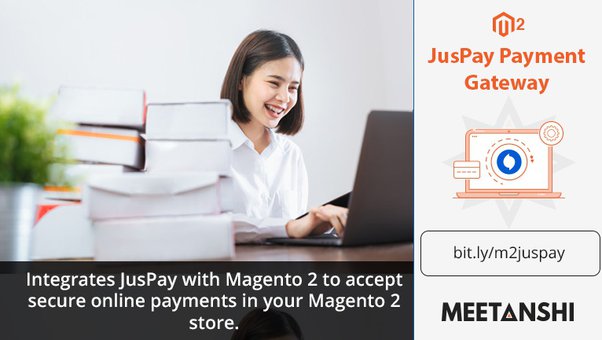 Integrates JusPay with Magento 2 to accept
secure online payments in your Magento 2
store.
2
JusPay Payment
Gateway
bit.ly/m2juspay
MEETANSHI